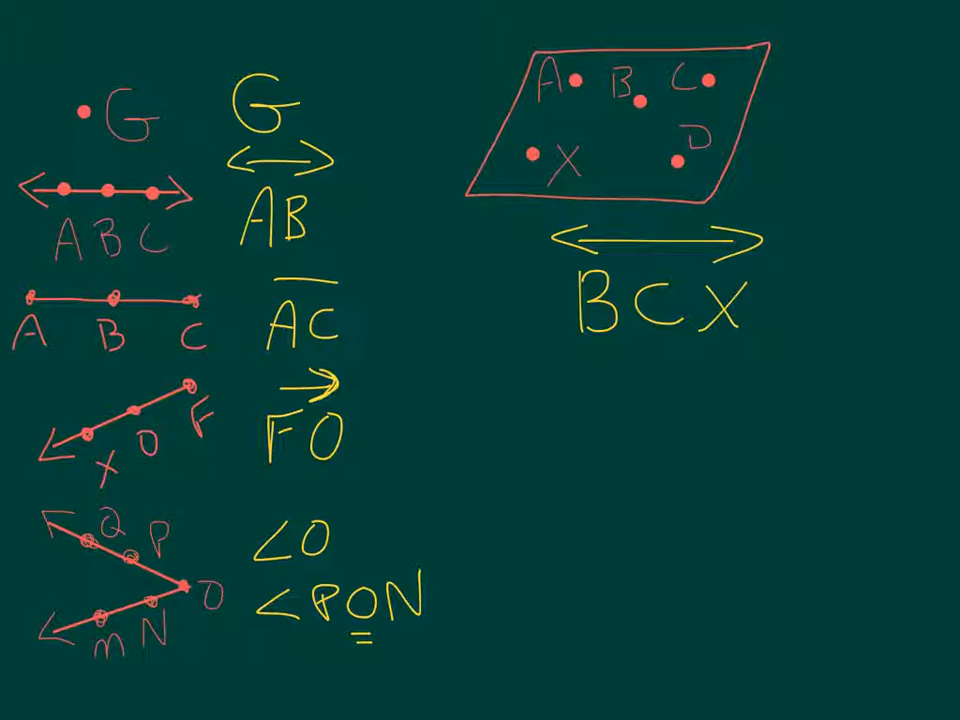 G G
A B C AB
A B C AC
X O F FO
Q P O M N
<O
<PON
A B C
X D
BCX